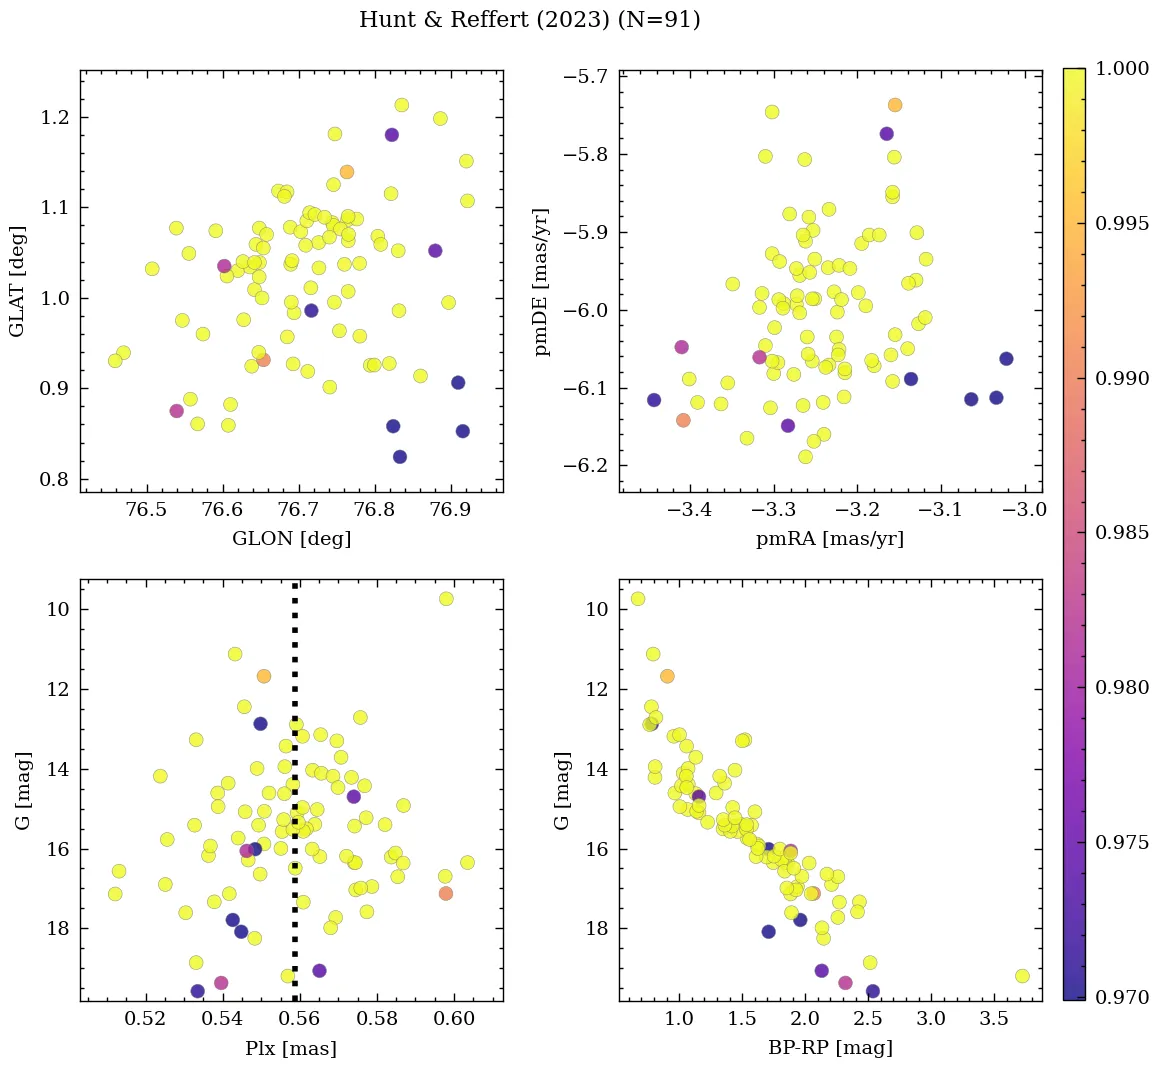 Hunt & Reffert (2023) (N=91)
1.2
1.1
1.0
0.9
0.8
GLAT [deg]
76.5 76.6 76.7 76.8 76.9
GLON [deg]
−5.7
−5.8
−5.9
−6.0
−6.1
−6.2
pmDE [mas/yr]
−3.4 −3.3 −3.2 −3.1 −3.0
pmRA [mas/yr]
10
12
14
16
18
G [mag]
0.52 0.54 0.56 0.58 0.60
Plx [mas]
10
12
14
16
18
G [mag]
1.0 1.5 2.0 2.5 3.0 3.5
BP-RP [mag]
1.000
0.995
0.990
0.985
0.980
0.975
0.970